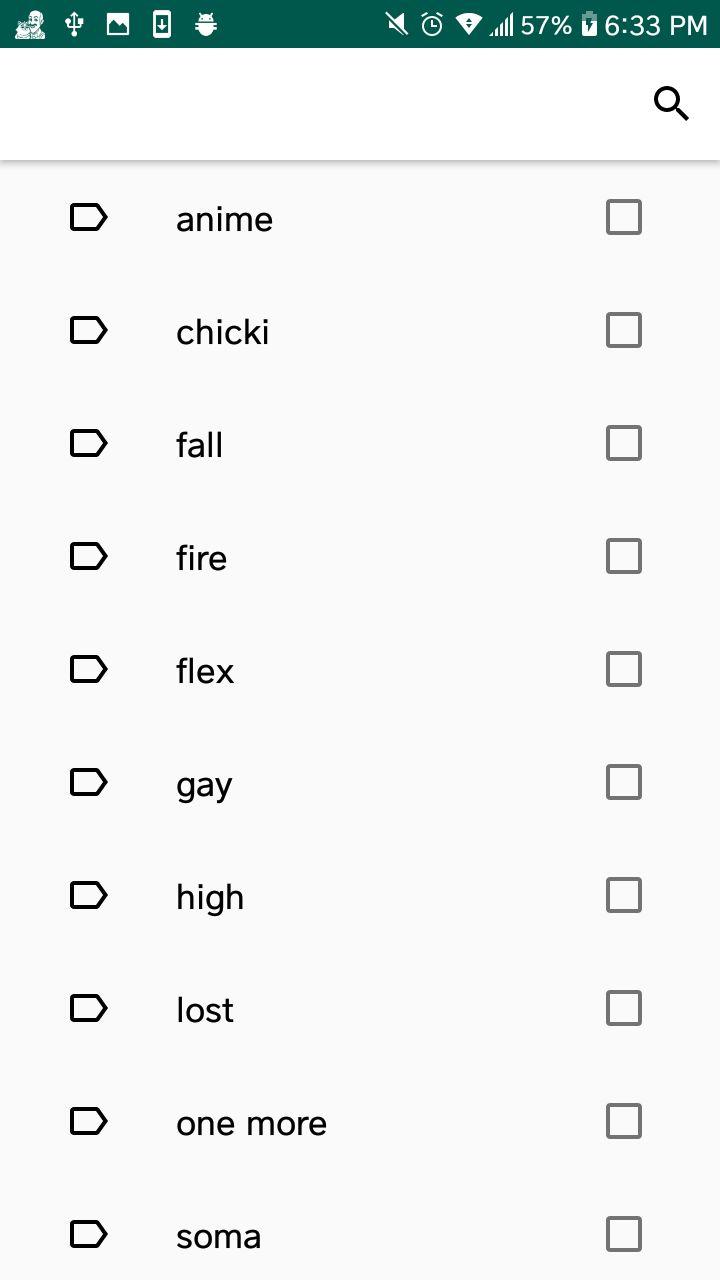 57% 6:33 PM
anime
chicki
fall
fire
flex
gay
high
lost
one more
soma